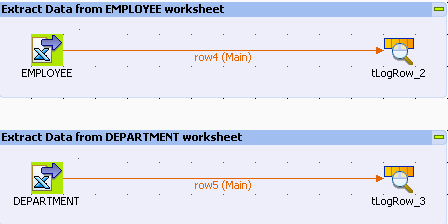 Extract Data from EMPLOYEE worksheet
row4 (Main)
EMPLOYEE
tLogRow_2
Extract Data from DEPARTMENT worksheet
row5 (Main)
DEPARTMENT
tLogRow_3